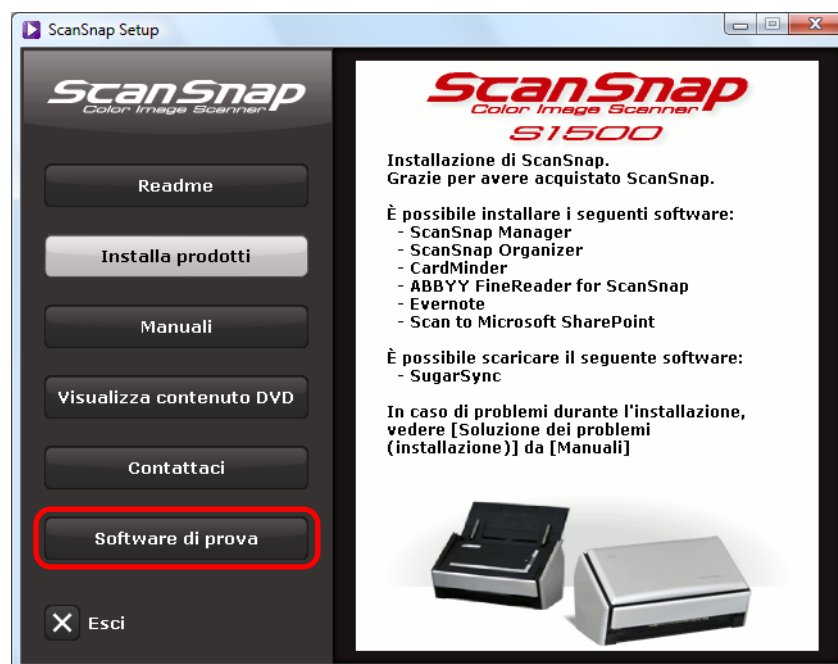 ScanSnap Setup
ScanSnap
Color Image Scanner
Readme
Installa prodotti
Manuali
Visualizza contenuto DVD
Contattaci
Software di prova
Esci
ScanSnap
Color Image Scanner
S1500
Installazione di ScanSnap.
Grazie per avere acquistato ScanSnap.
È possibile installare i seguenti software:
- ScanSnap Manager
- ScanSnap Organizer
- CardMinder
- ABBYY FineReader for ScanSnap
- Evernote
- Scan to Microsoft SharePoint
È possibile scaricare il seguente software:
- SugarSync
In caso di problemi durante l'installazione,
vedere [Soluzione dei problemi
(installazione)] da [Manuali]